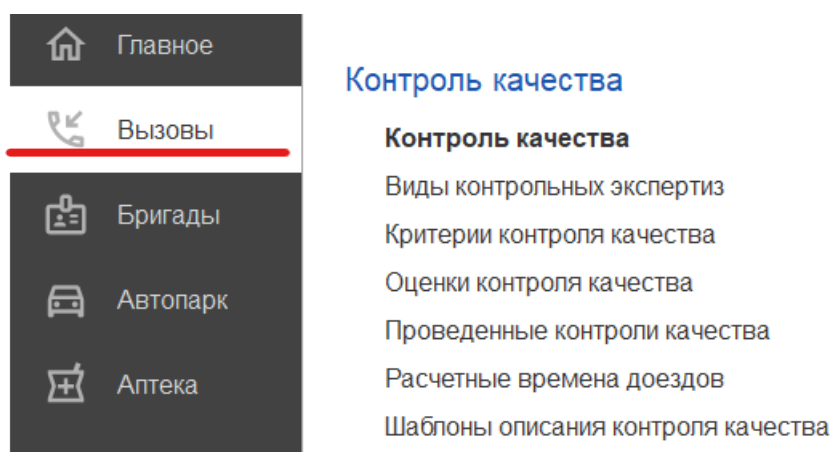 Главное
Вызовы
Бригады
Автопарк
Аптека
Контроль качества
Контроль качества
Виды контрольных экспертиз
Критерии контроля качества
Оценки контроля качества
Проведенные контроли качества
Расчетные времена доездов
Шаблоны описания контроля качества